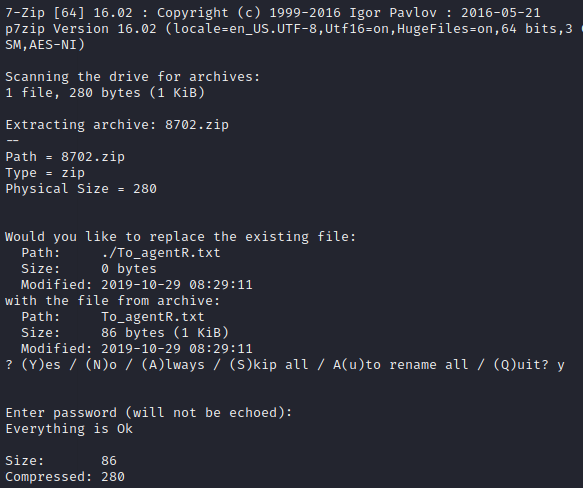 7-Zip [64] 16.02 : Copyright (c) 1999-2016 Igor Pavlov : 2016-05-21
p7zip Version 16.02 (locale=en_US.UTF-8,Utf16=on,HugeFiles=on,64 bits,3
SM,AES-NI)
Scanning the drive for archives:
1 file, 280 bytes (1 KiB)
Extracting archive: 8702.zip
--
Path = 8702.zip
Type = zip
Physical Size = 280
Would you like to replace the existing file:
Path: ./To_agentR.txt
Size: 0 bytes
Modified: 2019-10-29 08:29:11
with the file from archive:
Path: To_agentR.txt
Size: 86 bytes (1 KiB)
Modified: 2019-10-29 08:29:11
? (Y)es / (N)o / (A)lways / (S)kip all / A(u)to rename all / (Q)uit? y
Enter password (will not be echoed):
Everything is Ok
Size: 86
Compressed: 280